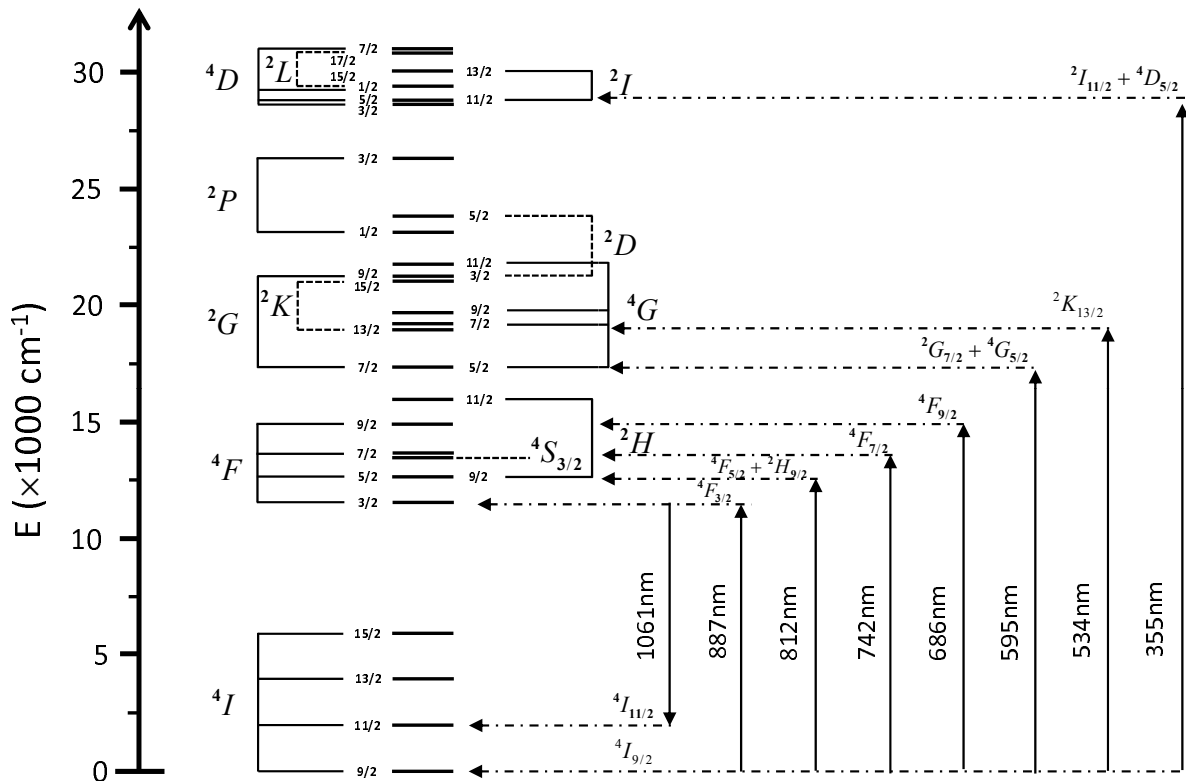 7/2
17/2
⁴D
²L
30
15/2
13/2
²I
²I₁₁/₂ + ⁴D₅/₂
1/2
5/2
11/2
3/2
3/2
25
²P
5/2
1/2
²D
11/2
9/2
3/2
15/2
²K
20
²G
9/2
⁴G
7/2
²K₁₃/₂
13/2
²G₇/₂ + ⁴G₅/₂
7/2
5/2
E (×1000 cm⁻¹)
11/2
15
9/2
⁴F₉/₂
²H
⁴F₇/₂
7/2
⁴S₃/₂
⁴F
⁴F₅/₂ + ²H₉/₂
5/2
9/2
⁴F₃/₂
3/2
10
1061nm
887nm
812nm
742nm
686nm
595nm
534nm
355nm
15/2
5
13/2
⁴I
⁴I₁₁/₂
11/2
⁴I₉/₂
0
9/2